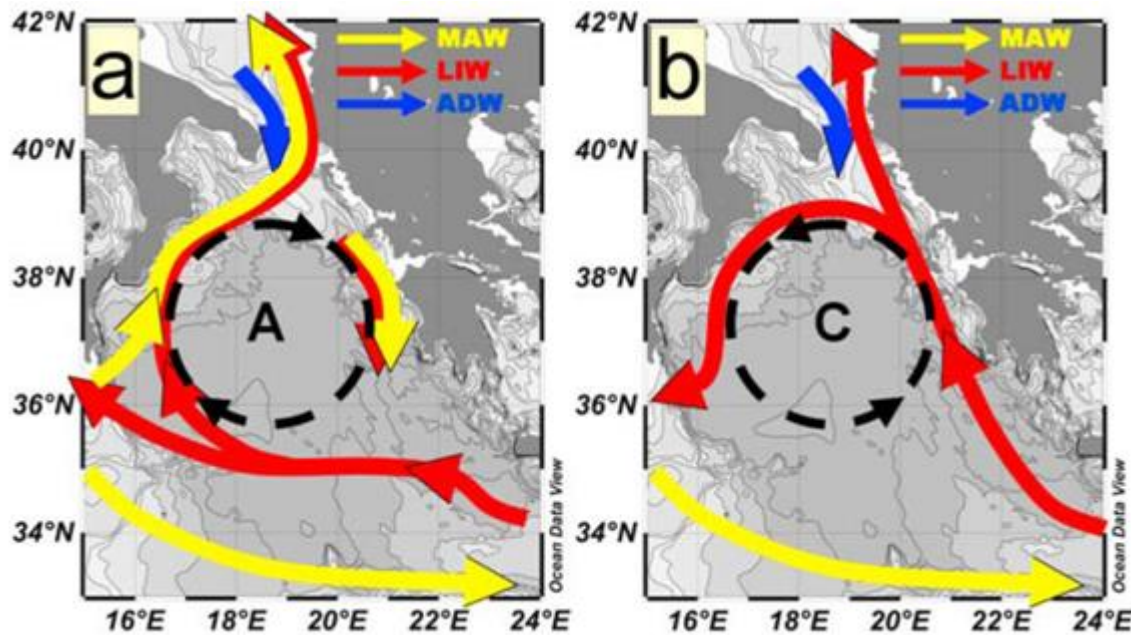 42°N
a
MAW
LIW
ADW
40°N
38°N
A
36°N
34°N
16°E 18°E 20°E 22°E 24°E
Ocean Data View
42°N
b
MAW
LIW
ADW
40°N
38°N
C
36°N
34°N
16°E 18°E 20°E 22°E 24°E
Ocean Data View